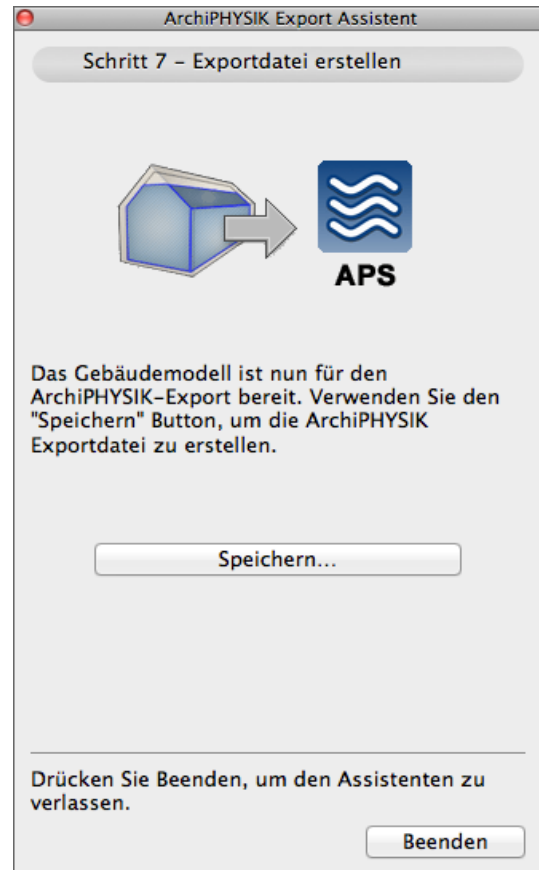 ArchiPHYSIK Export Assistent
Schritt 7 – Exportdatei erstellen
APS
Das Gebäudemodell ist nun für den
ArchiPHYSIK-Export bereit. Verwenden Sie den
"Speichern" Button, um die ArchiPHYSIK
Exportdatei zu erstellen.
Speichern...
Drücken Sie Beenden, um den Assistenten zu
verlassen.
Beenden